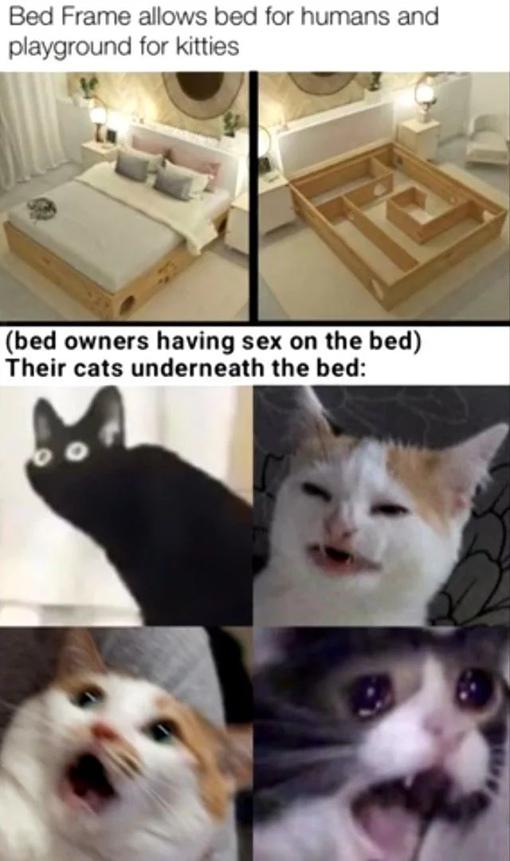 Bed Frame allows bed for humans and
playground for kitties
(bed owners having sex on the bed)
Their cats underneath the bed: